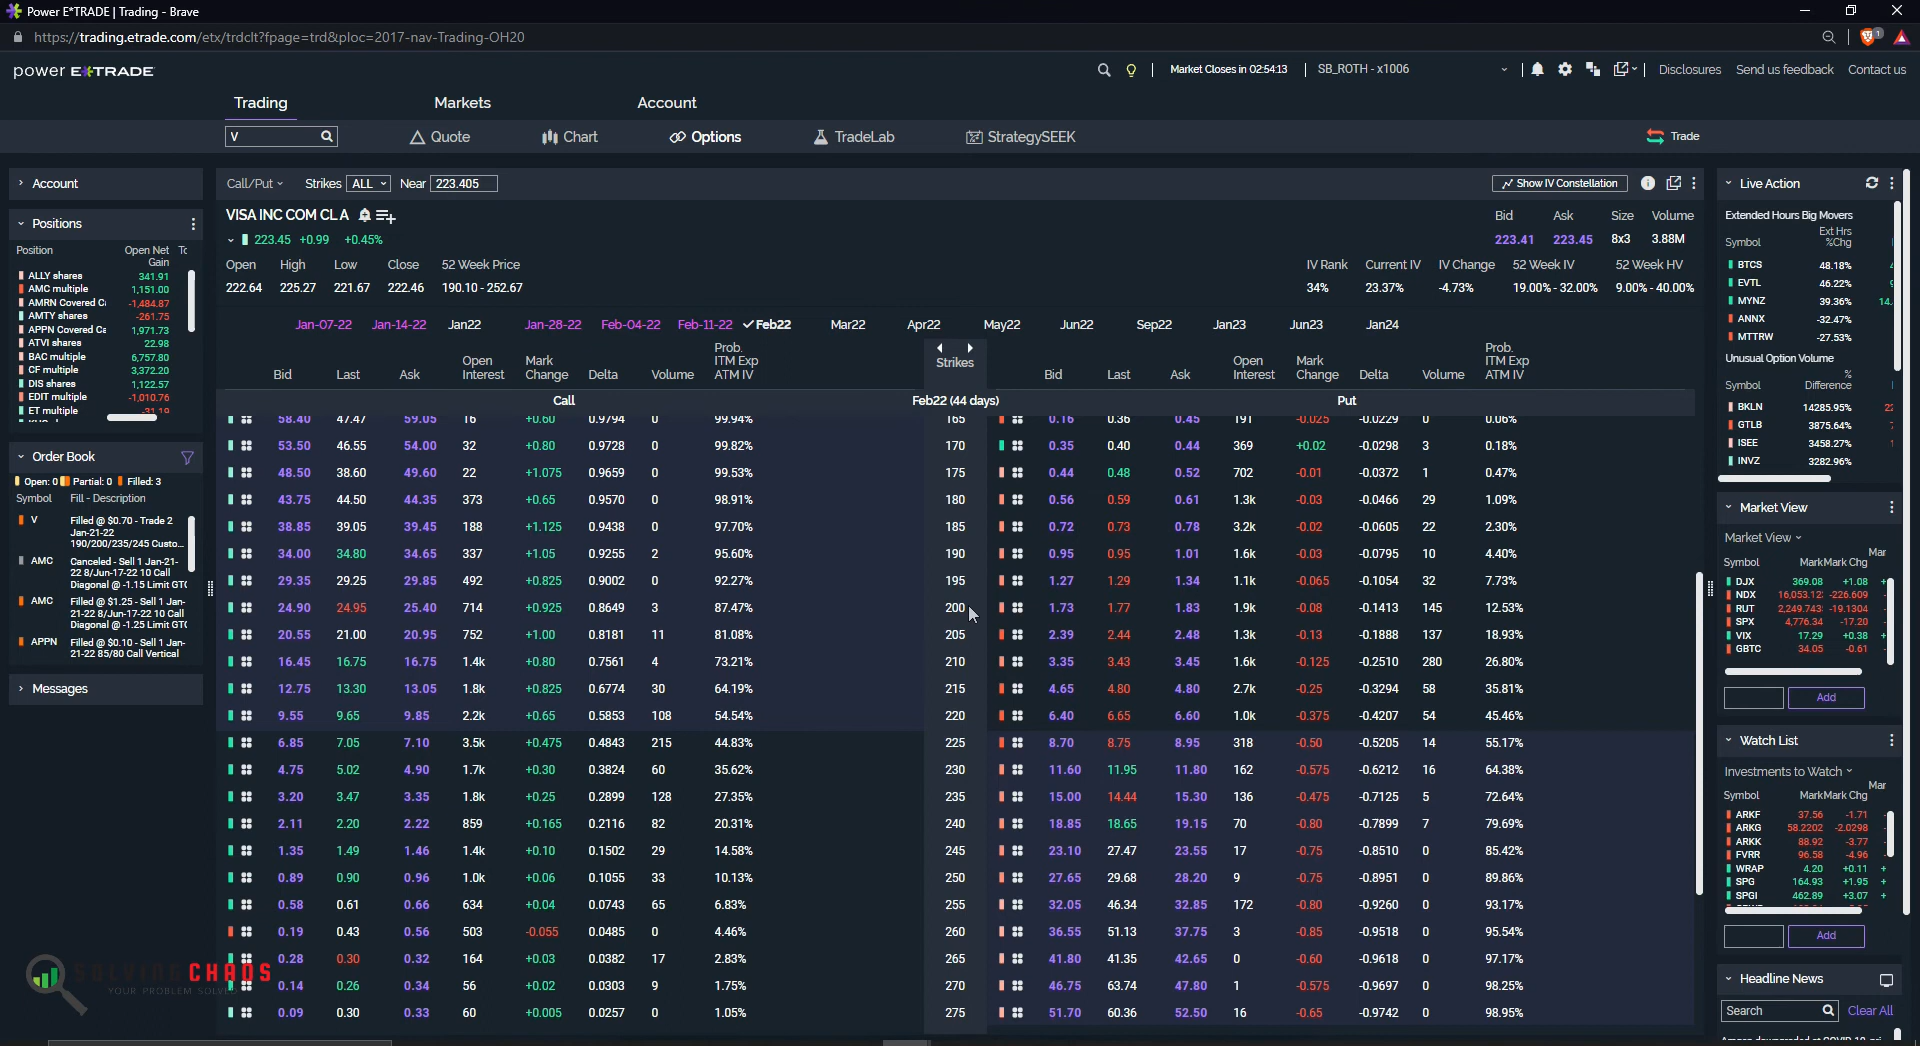 Power E*TRADE | Trading - Brave
https://trading.etrade.com/etx/trdclt?fpage=trd&ploc=2017-nav-Trading-OH20
power E*TRADE
Market Closes in 02:54:13
SB_ROTH - x1006
Disclosures Send us feedback Contact us
Trading Markets Account
V Quote Chart Options TradeLab StrategySEEK Trade
Account
Positions
Position Open Net Gain
ALLY shares 341.91
AMC multiple 1,151.00
AMRN Covered C -1,484.87
AMTY shares -261.75
APPN Covered Ca 1,971.73
ATVI shares 22.98
BAC multiple 6,757.80
CF multiple 3,372.20
DIS shares 1,122.57
EDIT multiple -1,010.76
ET multiple -31.19
Order Book
Open: 0 Partial: 0 Filled: 3
Symbol Fill - Description
V Filled @ $0.70 - Trade 2
Jan-21-22
190/200/235/245 Custo...
AMC Canceled - Sell 1 Jan-21-
22 8/Jun-17-22 10 Call
Diagonal @ -1.15 Limit GTC
AMC Filled @ $1.25 - Sell 1 Jan-
21-22 8/Jun-17-22 10 Call
Diagonal @ -1.25 Limit GTC
APPN Filled @ $0.10 - Sell 1 Jan-
21-22 85/80 Call Vertical
Messages
SOLVING CHAOS
YOUR PROBLEM SOLVED
Call/Put Strikes ALL Near 223.405 Show IV Constellation
VISA INC COM CL A
Bid Ask Size Volume
223.45 +0.99 +0.45% 223.41 223.45 8x3 3.88M
Open High Low Close 52 Week Price IV Rank Current IV IV Change 52 Week IV 52 Week HV
222.64 225.27 221.67 222.46 190.10 - 252.67 34% 23.37% -4.73% 19.00% - 32.00% 9.00% - 40.00%
Jan-07-22 Jan-14-22 Jan22 Jan-28-22 Feb-04-22 Feb-11-22 Feb22 Mar22 Apr22 May22 Jun22 Sep22 Jan23 Jun23 Jan24
Bid Last Ask Open Interest Mark Change Delta Volume Prob. ITM Exp ATM IV Strikes Bid Last Ask Open Interest Mark Change Delta Volume Prob. ITM Exp ATM IV
Call Feb22 (44 days) Put
58.40 47.47 59.05 16 +0.60 0.9794 0 99.94% 165 0.16 0.36 0.45 191 -0.025 -0.0229 0 0.06%
53.50 46.55 54.00 32 +0.80 0.9728 0 99.82% 170 0.35 0.40 0.44 369 +0.02 -0.0298 3 0.18%
48.50 38.60 49.60 22 +1.075 0.9659 0 99.53% 175 0.44 0.48 0.52 702 -0.01 -0.0372 1 0.47%
43.75 44.50 44.35 373 +0.65 0.9570 0 98.91% 180 0.56 0.59 0.61 1.3k -0.03 -0.0466 29 1.09%
38.85 39.05 39.45 188 +1.125 0.9438 0 97.70% 185 0.72 0.73 0.78 3.2k -0.02 -0.0605 22 2.30%
34.00 34.80 34.65 337 +1.05 0.9255 2 95.60% 190 0.95 0.95 1.01 1.6k -0.03 -0.0795 10 4.40%
29.35 29.25 29.85 492 +0.825 0.9002 0 92.27% 195 1.27 1.29 1.34 1.1k -0.065 -0.1054 32 7.73%
24.90 24.95 25.40 714 +0.925 0.8649 3 87.47% 200 1.73 1.77 1.83 1.9k -0.08 -0.1413 145 12.53%
20.55 21.00 20.95 752 +1.00 0.8181 11 81.08% 205 2.39 2.44 2.48 1.3k -0.13 -0.1888 137 18.93%
16.45 16.75 16.75 1.4k +0.80 0.7561 4 73.21% 210 3.35 3.43 3.45 1.6k -0.125 -0.2510 280 26.80%
12.75 13.30 13.05 1.8k +0.825 0.6774 30 64.19% 215 4.65 4.80 4.80 2.7k -0.25 -0.3294 58 35.81%
9.55 9.65 9.85 2.2k +0.65 0.5853 108 54.54% 220 6.40 6.65 6.60 1.0k -0.375 -0.4207 54 45.46%
6.85 7.05 7.10 3.5k +0.475 0.4843 215 44.83% 225 8.70 8.75 8.95 318 -0.50 -0.5205 14 55.17%
4.75 5.02 4.90 1.7k +0.30 0.3824 60 35.62% 230 11.60 11.95 11.80 162 -0.575 -0.6212 16 64.38%
3.20 3.47 3.35 1.8k +0.25 0.2899 128 27.35% 235 15.00 14.44 15.30 136 -0.475 -0.7125 5 72.64%
2.11 2.20 2.22 859 +0.165 0.2116 82 20.31% 240 18.85 18.65 19.15 70 -0.80 -0.7899 7 79.69%
1.35 1.49 1.46 1.4k +0.10 0.1502 29 14.58% 245 23.10 27.47 23.55 17 -0.75 -0.8510 0 85.42%
0.89 0.90 0.96 1.0k +0.06 0.1055 33 10.13% 250 27.65 29.68 28.20 9 -0.75 -0.8951 0 89.86%
0.58 0.61 0.66 634 +0.04 0.0743 65 6.83% 255 32.05 46.34 32.85 172 -0.80 -0.9260 0 93.17%
0.19 0.43 0.56 503 -0.055 0.0485 0 4.46% 260 36.55 51.13 37.75 3 -0.85 -0.9518 0 95.54%
0.28 0.30 0.32 164 +0.03 0.0382 17 2.83% 265 41.80 41.35 42.65 0 -0.60 -0.9618 0 97.17%
0.14 0.26 0.34 56 +0.02 0.0303 9 1.75% 270 46.75 63.74 47.80 1 -0.575 -0.9697 0 98.25%
0.09 0.30 0.33 60 +0.005 0.0257 0 1.05% 275 51.70 60.36 52.50 16 -0.65 -0.9742 0 98.95%
Live Action
Extended Hours Big Movers
Symbol Ext Hrs %Chg
BTCS 48.18%
EVTL 46.22%
MYNZ 39.36% 14.
ANNX -32.47%
MTTRW -27.53%
Unusual Option Volume
Symbol % Difference
BKLN 14285.95%
GTLB 3875.64%
ISEE 3458.27%
INVZ 3282.96%
Market View
Market View
Symbol Mark Mark Chg Mar
DJX 369.08 +1.08
NDX 16,053.12 -226.609
RUT 2,249.743 -19.1304
SPX 4,776.34 -17.20
VIX 17.29 +0.38
GBTC 34.05 -0.61
Add
Watch List
Investments to Watch
Symbol Mark Mark Chg Mar
ARKF 37.56 -1.71
ARKG 58.2202 -2.0298
ARKK 88.92 -3.77
FVRR 96.58 -4.96
WRAP 4.20 +0.11
SPG 164.93 +1.95
SPGI 462.89 +3.07
Add
Headline News
Search Clear All